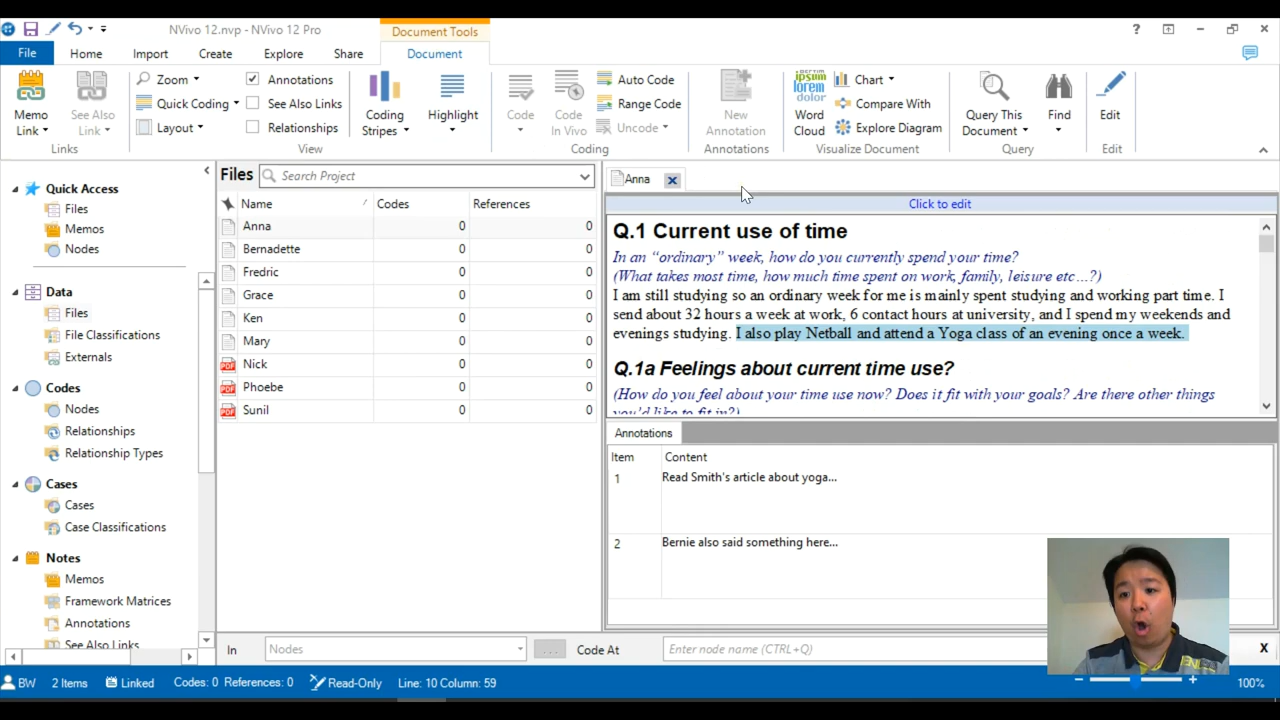 NVivo 12.nvp - NVivo 12 Pro
Document Tools
File Home Import Create Explore Share Document
Memo Link
See Also Link
Links
Zoom
Quick Coding
Layout
Annotations
See Also Links
Relationships
View
Coding Stripes
Highlight
Code
Code In Vivo
Auto Code
Range Code
Uncode
Coding
New Annotation
Annotations
Word Cloud
Chart
Compare With
Explore Diagram
Visualize Document
Query This Document
Find
Query
Edit
Edit
Quick Access
Files
Memos
Nodes
Data
Files
File Classifications
Externals
Codes
Nodes
Relationships
Relationship Types
Cases
Cases
Case Classifications
Notes
Memos
Framework Matrices
Annotations
See Also Links
Files
Search Project
Name Codes References
Anna 0 0
Bernadette 0 0
Fredric 0 0
Grace 0 0
Ken 0 0
Mary 0 0
Nick 0 0
Phoebe 0 0
Sunil 0 0
Anna
Click to edit
Q.1 Current use of time
In an “ordinary” week, how do you currently spend your time?
(What takes most time, how much time spent on work, family, leisure etc…?)
I am still studying so an ordinary week for me is mainly spent studying and working part time. I
send about 32 hours a week at work, 6 contact hours at university, and I spend my weekends and
evenings studying. I also play Netball and attend a Yoga class of an evening once a week.
Q.1a Feelings about current time use?
(How do you feel about your time use now? Does it fit with your goals? Are there other things
you’d like to fit in?)
Annotations
Item Content
1 Read Smith's article about yoga...
2 Bernie also said something here...
In Nodes ... Code At Enter node name (CTRL+Q)
BW 2 Items Linked Codes: 0 References: 0 Read-Only Line: 10 Column: 59 100%